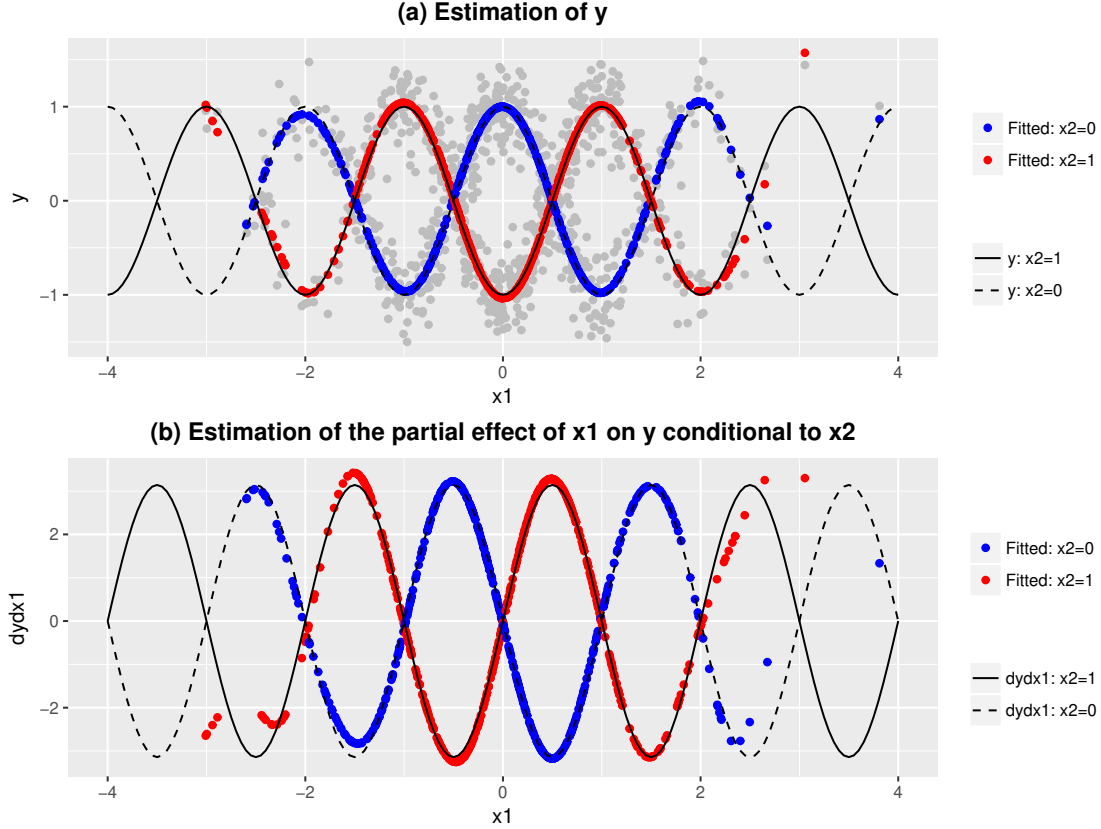 (a) Estimation of y
1
0
−1
y
−4
−2
0
2
4
x1
Fitted: x2=0
Fitted: x2=1
y: x2=1
y: x2=0
(b) Estimation of the partial effect of x1 on y conditional to x2
2
0
−2
dydx1
−4
−2
0
2
4
x1
Fitted: x2=0
Fitted: x2=1
dydx1: x2=1
dydx1: x2=0